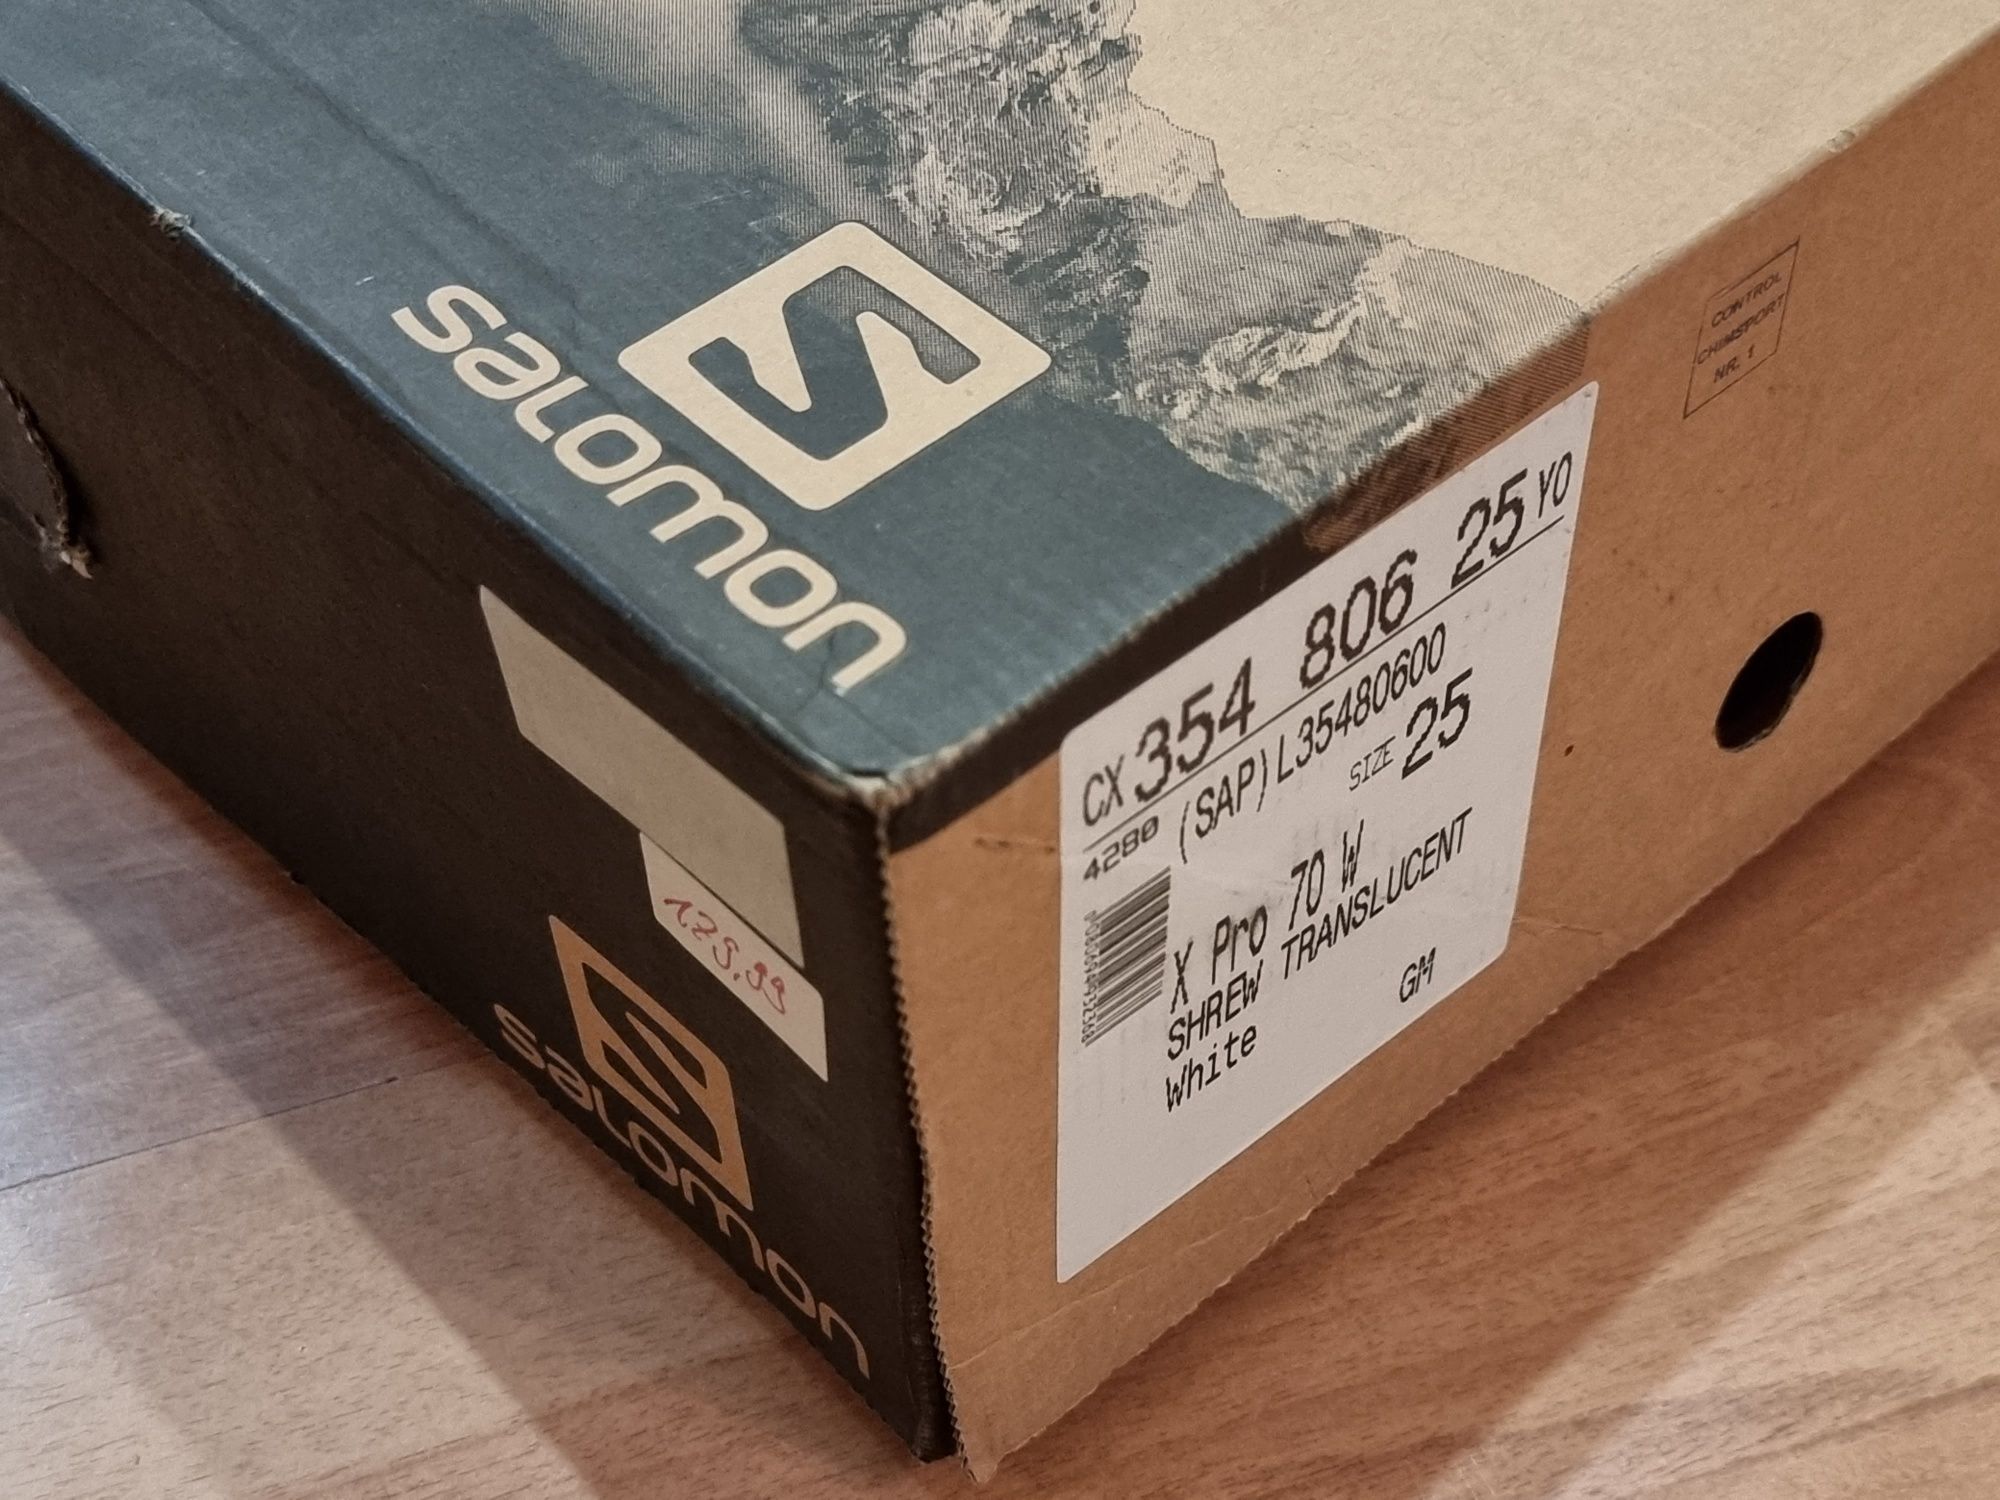 salomon
CONTROL
CHIMSPORT
NR. 1
CX 354 806 25 YO
4280 (SAP) L35480600
SIZE 25
X Pro 70 W
SHREW TRANSLUCENT
White
GM
129,99
salomon